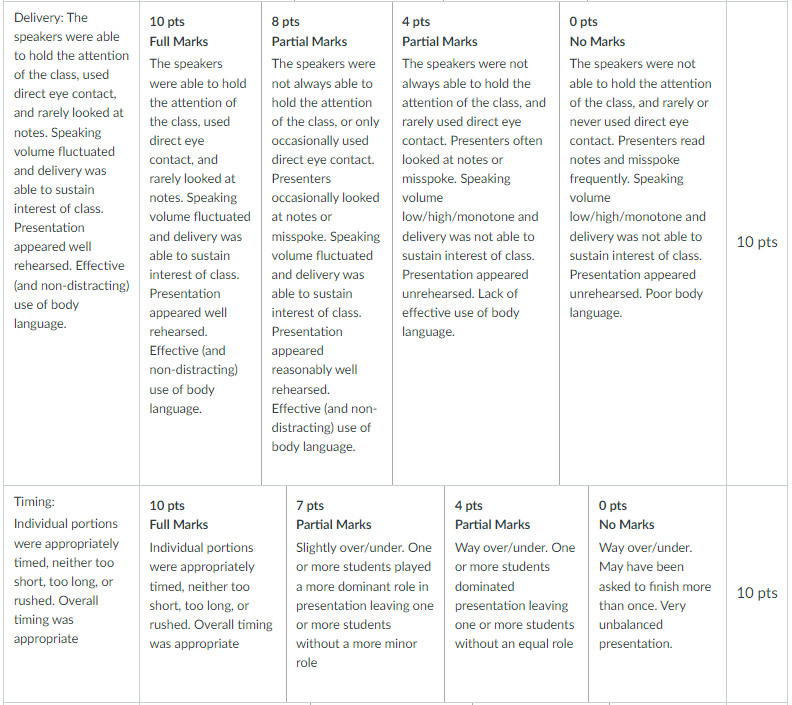 Delivery: The
speakers were able
to hold the attention
of the class, used
direct eye contact,
and rarely looked at
notes. Speaking
volume fluctuated
and delivery was
able to sustain
interest of class.
Presentation
appeared well
rehearsed. Effective
(and non-distracting)
use of body
language.
10 pts
Full Marks
The speakers
were able to hold
the attention of
the class, used
direct eye
contact, and
rarely looked at
notes. Speaking
volume fluctuated
and delivery was
able to sustain
interest of class.
Presentation
appeared well
rehearsed.
Effective (and
non-distracting)
use of body
language.
8 pts
Partial Marks
The speakers were
not always able to
hold the attention
of the class, or only
occasionally used
direct eye contact.
Presenters
occasionally looked
at notes or
misspoke. Speaking
volume fluctuated
and delivery was
able to sustain
interest of class.
Presentation
appeared
reasonably well
rehearsed.
Effective (and non-
distracting) use of
body language.
4 pts
Partial Marks
The speakers were not
always able to hold the
attention of the class, and
rarely used direct eye
contact. Presenters often
looked at notes or
misspoke. Speaking
volume
low/high/monotone and
delivery was not able to
sustain interest of class.
Presentation appeared
unrehearsed. Lack of
effective use of body
language.
0 pts
No Marks
The speakers were not
able to hold the attention
of the class, and rarely or
never used direct eye
contact. Presenters read
notes and misspoke
frequently. Speaking
volume
low/high/monotone and
delivery was not able to
sustain interest of class.
Presentation appeared
unrehearsed. Poor body
language.
10 pts
Timing:
Individual portions
were appropriately
timed, neither too
short, too long, or
rushed. Overall
timing was
appropriate
10 pts
Full Marks
Individual portions
were appropriately
timed, neither too
short, too long, or
rushed. Overall timing
was appropriate
7 pts
Partial Marks
Slightly over/under. One
or more students played
a more dominant role in
presentation leaving one
or more students
without a more minor
role
4 pts
Partial Marks
Way over/under. One
or more students
dominated
presentation leaving
one or more students
without an equal role
0 pts
No Marks
Way over/under.
May have been
asked to finish more
than once. Very
unbalanced
presentation.
10 pts